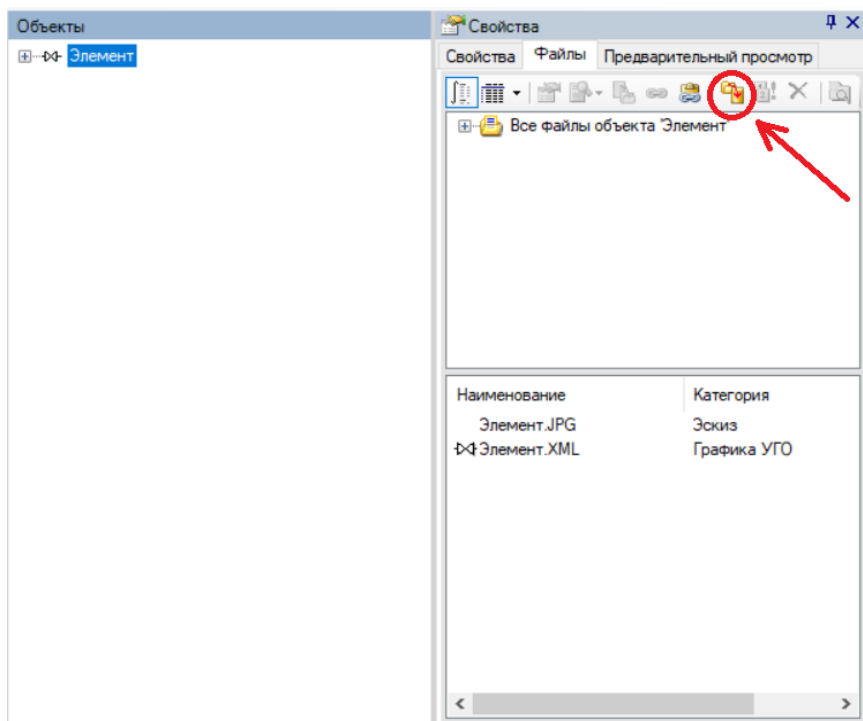 Объекты
Элемент
Свойства
Свойства Файлы Предварительный просмотр
Все файлы объекта 'Элемент'
Наименование Категория
Элемент.JPG Эскиз
Элемент.XML Графика УГО